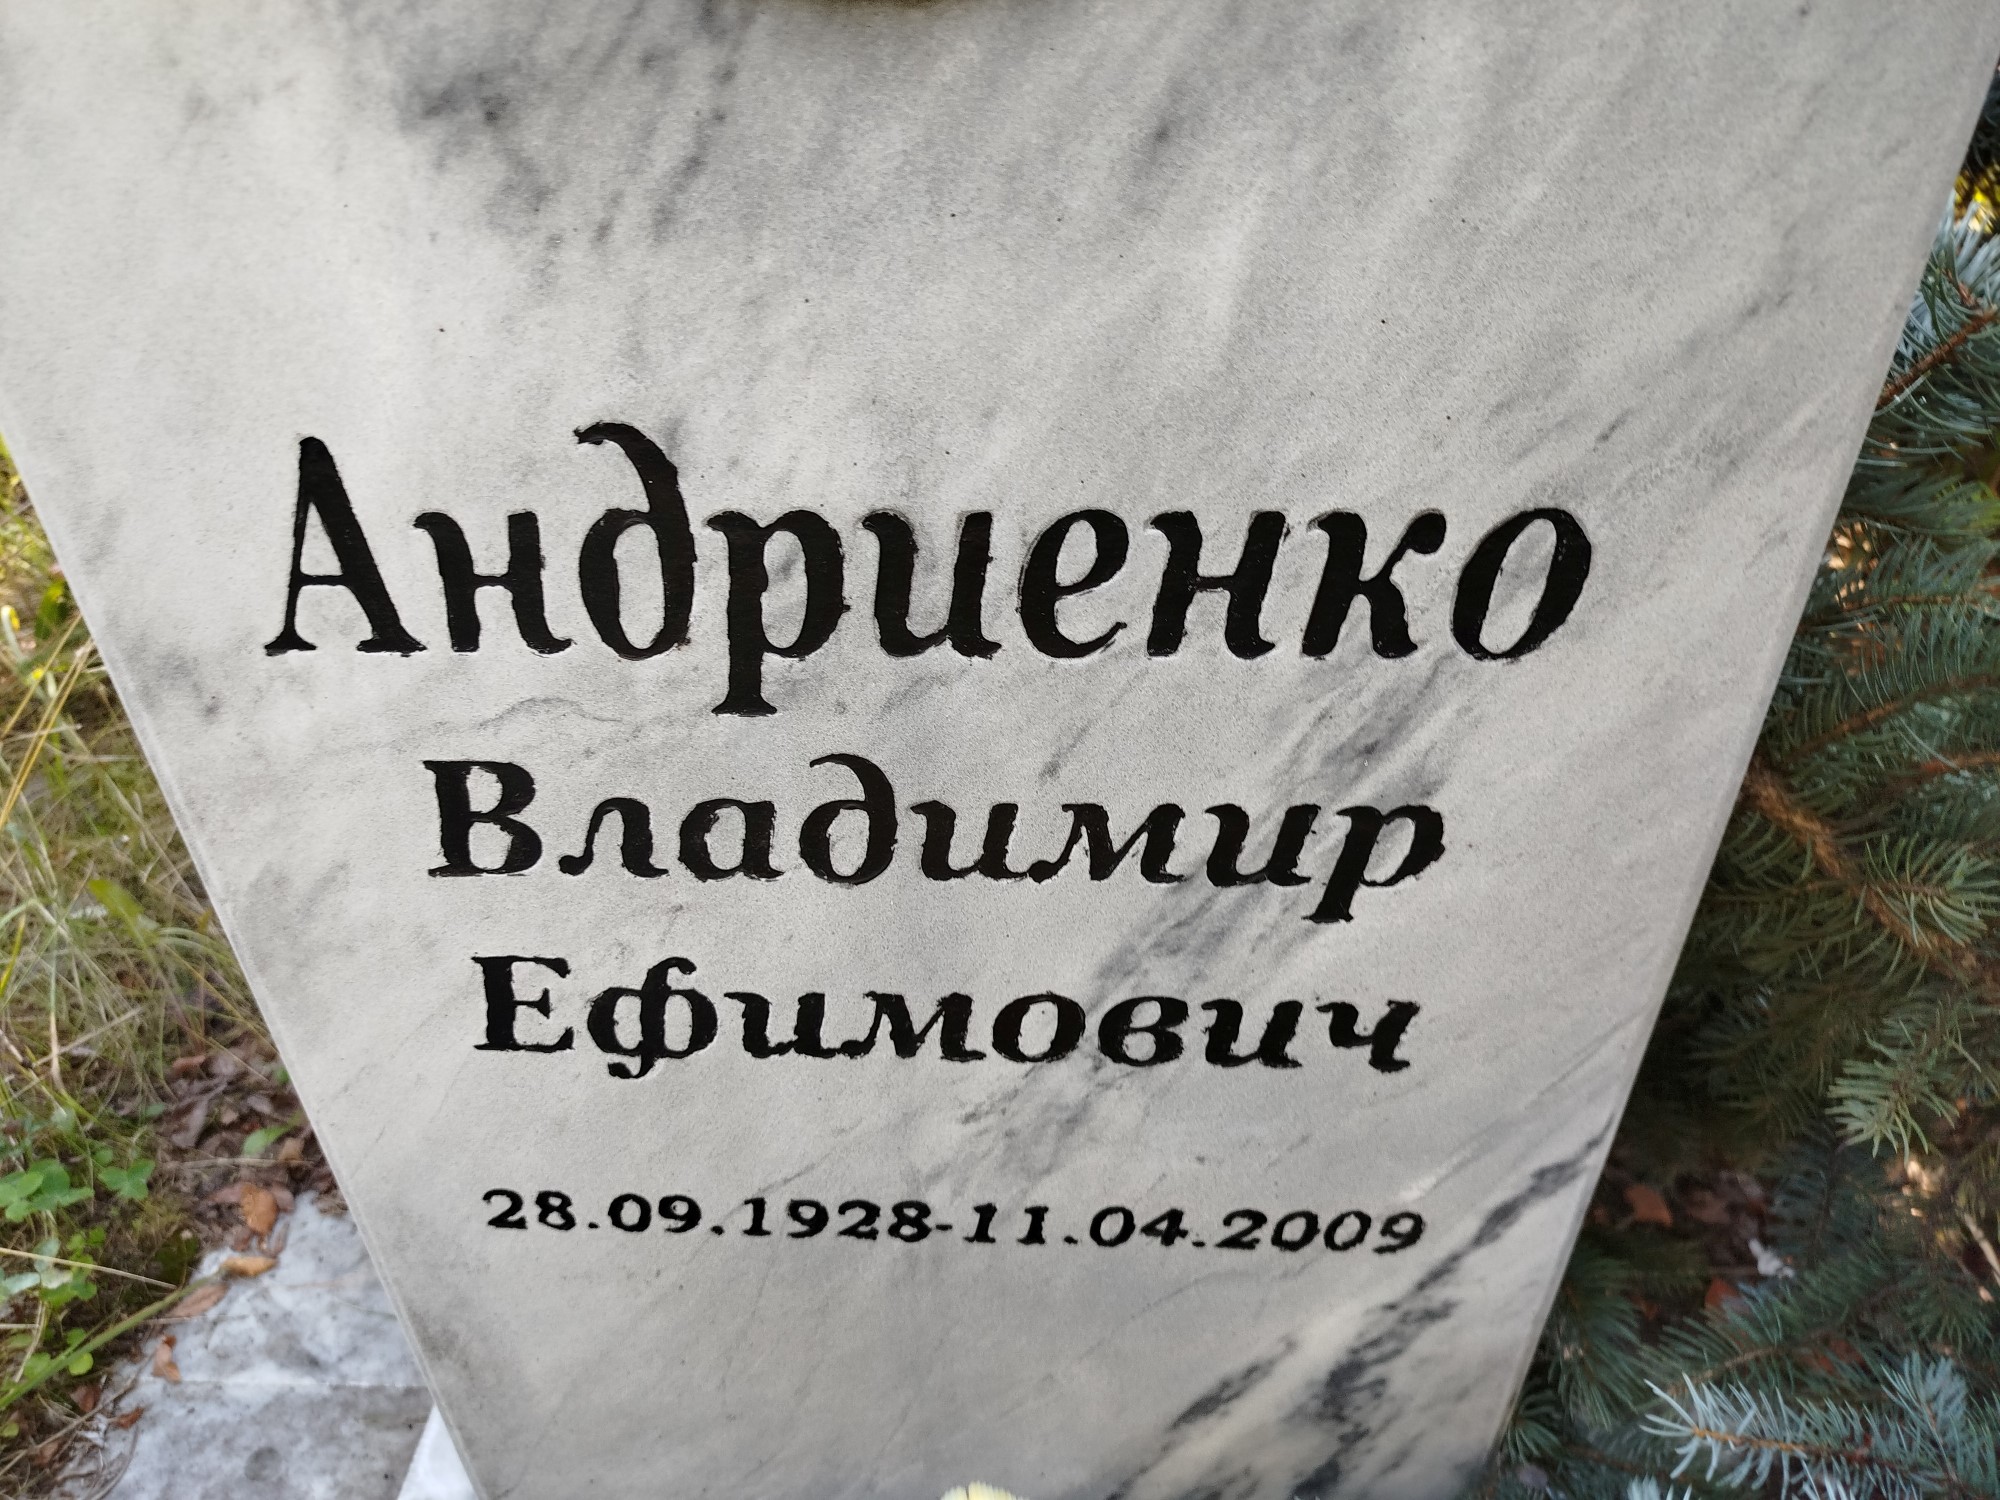 Андриенко
Владимир
Ефимович
28.09.1928-11.04.2009